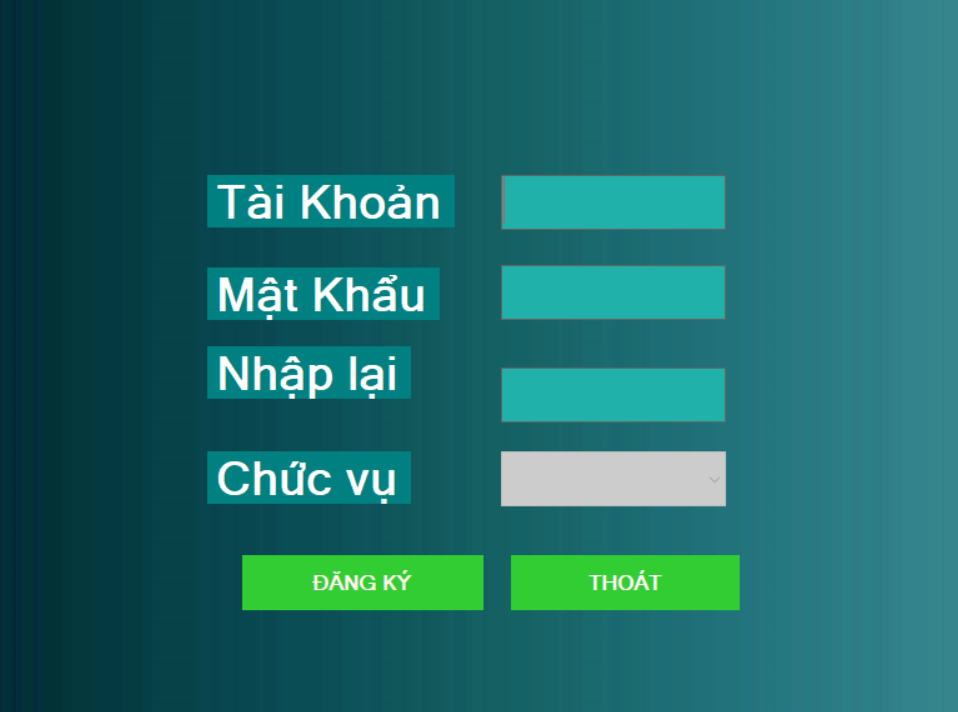 Tài Khoản
Mật Khẩu
Nhập lại
Chức vụ
ĐĂNG KÝ
THOÁT